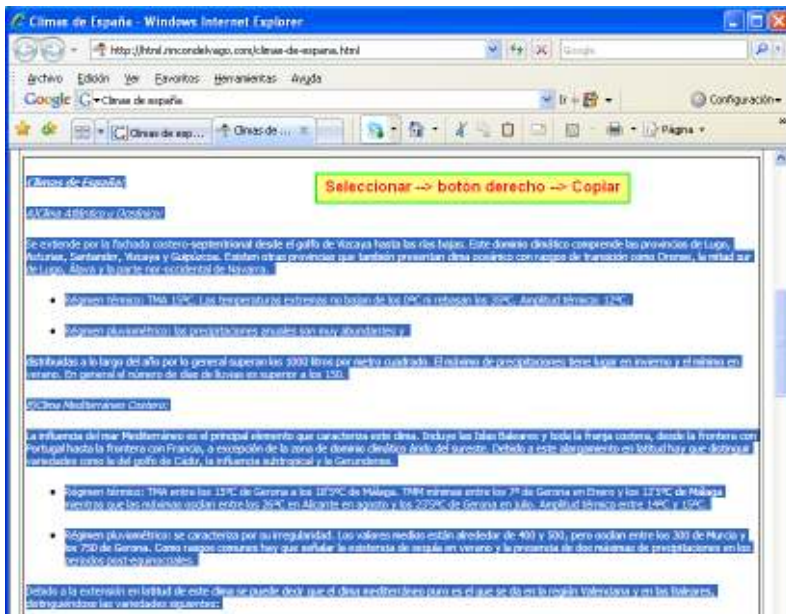 Climas de España - Windows Internet Explorer
http://html.rincondelvago.com/climas-de-espana.html
Google
Archivo Edición Ver Favoritos Herramientas Ayuda
Google G Climas de españa Ir Configuración
Climas de esp... Climas de ... Página
Climas de España:
Seleccionar --> botón derecho --> Copiar
A)Clima Atlántico u Oceánico:
Se extiende por la fachada costero-septentrional desde el golfo de Vizcaya hasta las rías bajas. Este dominio climático comprende las provincias de Lugo,
Asturias, Santander, Vizcaya y Guipúzcoa. Existen otras provincias que también presentan clima oceánico con rasgos de transición como Orense, la mitad sur
de Lugo, Álava y la parte nor-occidental de Navarra.
Régimen térmico: TMA 15ºC. Las temperaturas extremas no bajan de los 0ºC ni rebasan los 35ºC. Amplitud térmica: 12ºC.
Régimen pluviométrico: las precipitaciones anuales son muy abundantes y
distribuidas a lo largo del año por lo general superan los 1000 litros por metro cuadrado. El máximo de precipitaciones tiene lugar en invierno y el mínimo en
verano. En general el número de días de lluvias es superior a los 150.
B)Clima Mediterráneo Costero:
La influencia del mar Mediterráneo es el principal elemento que caracteriza este clima. Incluye las Islas Baleares y toda la franja costera, desde la frontera con
Portugal hasta la frontera con Francia, a excepción de la zona de dominio climático árido del sureste. Debido a este alargamiento en latitud hay que distinguir
variedades como la del golfo de Cádiz, la influencia subtropical y la Gerundense.
Régimen térmico: TMA entre los 15ºC de Gerona a los 18'5ºC de Málaga. TMM mínimas entre los 7º de Gerona en Enero y los 12'5ºC de Málaga
mientras que las máximas oscilan entre los 26ºC en Alicante en agosto y los de Gerona en julio. Amplitud térmica entre 14ºC y 15ºC.
Régimen pluviométrico: se caracteriza por su irregularidad. Los valores medios están alrededor de 400 y 500, pero oscilan entre los 300 de Murcia y
los 750 de Gerona. Como rasgos comunes hay que señalar la existencia de sequía en verano y la presencia de dos máximas de precipitaciones en los
periodos post-equinocciales.
Debido a la extensión en latitud de este clima se puede decir que el clima mediterráneo puro es el que se da en la región Valenciana y en las Baleares,
distinguiéndose las variedades siguientes: